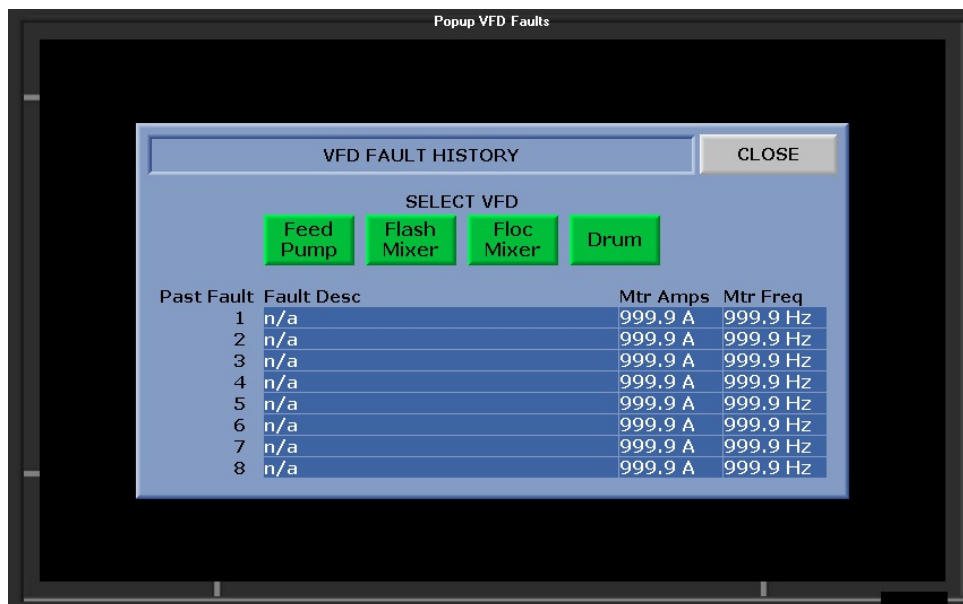 Popup VFD Faults
VFD FAULT HISTORY CLOSE
SELECT VFD
Feed Pump Flash Mixer Floc Mixer Drum
Past Fault Fault Desc Mtr Amps Mtr Freq
1 n/a 999.9 A 999.9 Hz
2 n/a 999.9 A 999.9 Hz
3 n/a 999.9 A 999.9 Hz
4 n/a 999.9 A 999.9 Hz
5 n/a 999.9 A 999.9 Hz
6 n/a 999.9 A 999.9 Hz
7 n/a 999.9 A 999.9 Hz
8 n/a 999.9 A 999.9 Hz